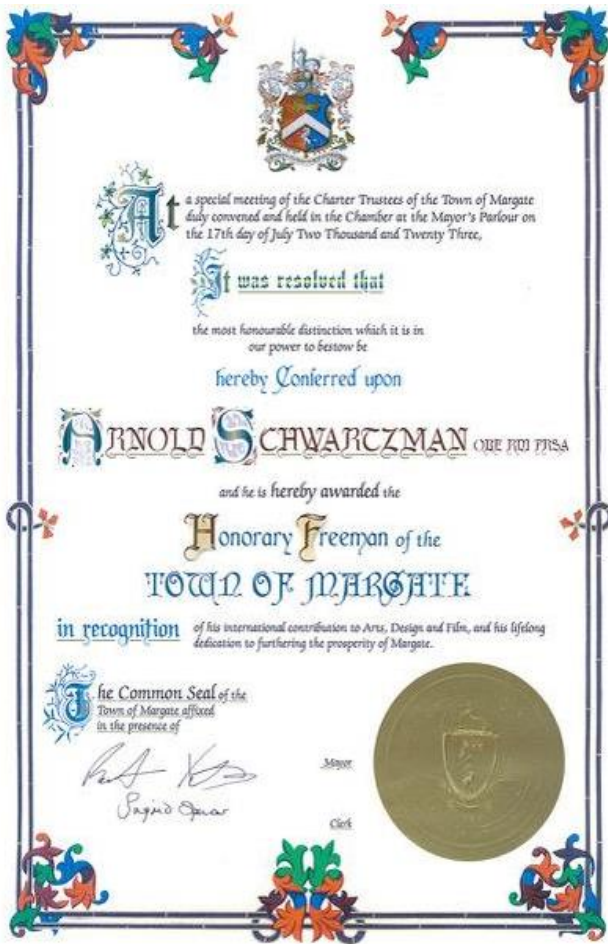 At a special meeting of the Charter Trustees of the Town of Margate
duly convened and held in the Chamber at the Mayor's Parlour on
the 17th day of July Two Thousand and Twenty Three,
It was resolved that
the most honourable distinction which it is in
our power to bestow be
hereby Conferred upon
ARNOLD SCHWARTZMAN OBE RDI FRSA
and he is hereby awarded the
Honorary Freeman of the
TOWN OF MARGATE
in recognition of his international contribution to Arts, Design and Film, and his lifelong
dedication to furthering the prosperity of Margate.
The Common Seal of the
Town of Margate affixed
in the presence of
Mayor
Ingrid Spencer
Clerk